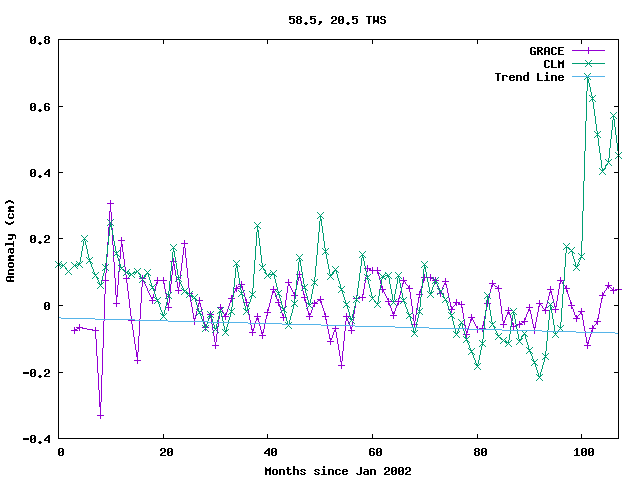 58.5, 20.5 TWS
GRACE
CLM
Trend Line
0.8
0.6
0.4
0.2
0
-0.2
-0.4
Anomaly (cm)
0 20 40 60 80 100
Months since Jan 2002